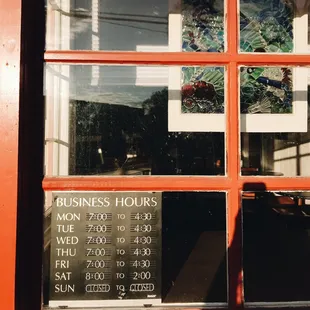 BUSINESS HOURS
MON 7:00 TO 4:30
TUE 7:00 TO 4:30
WED 7:00 TO 4:30
THU 7:00 TO 4:30
FRI 7:00 TO 4:30
SAT 8:00 TO 2:00
SUN CLOSED TO CLOSED